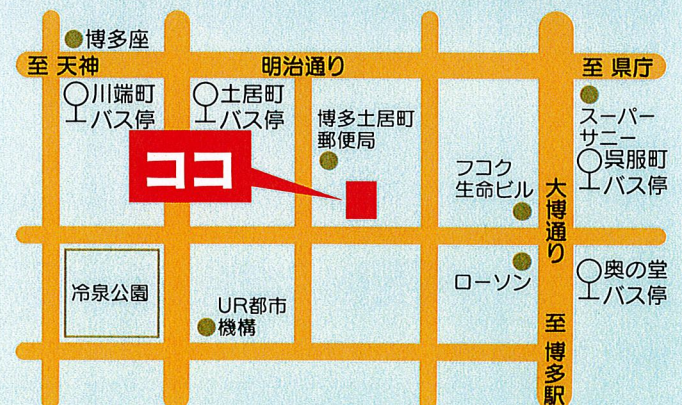 博多座
至 天神
明治通り
至 県庁
川端町
バス停
土居町
バス停
博多土居町
郵便局
スーパー
サニー
呉服町
バス停
ココ
フコク
生命ビル
大博通り
冷泉公園
ローソン
奥の堂
バス停
UR都市
機構
至 博多駅